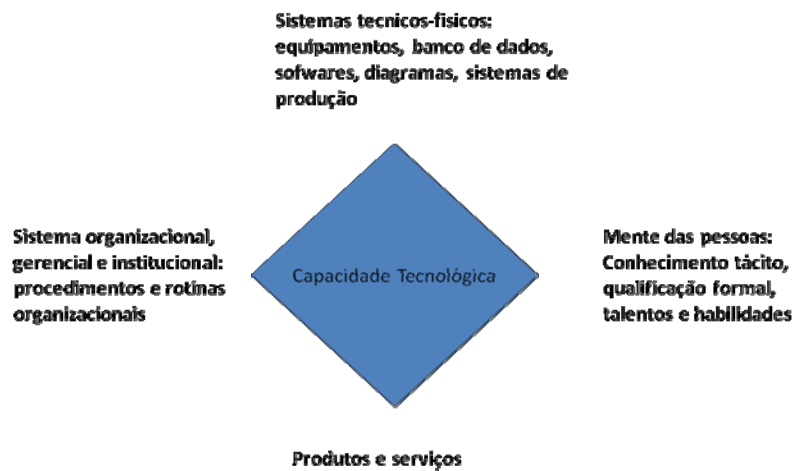 Sistemas tecnicos-fisicos:
equipamentos, banco de dados,
sofwares, diagramas, sistemas de
produção
Sistema organizacional,
gerencial e institucional:
procedimentos e rotinas
organizacionais
Capacidade Tecnológica
Mente das pessoas:
Conhecimento tácito,
qualificação formal,
talentos e habilidades
Produtos e serviços